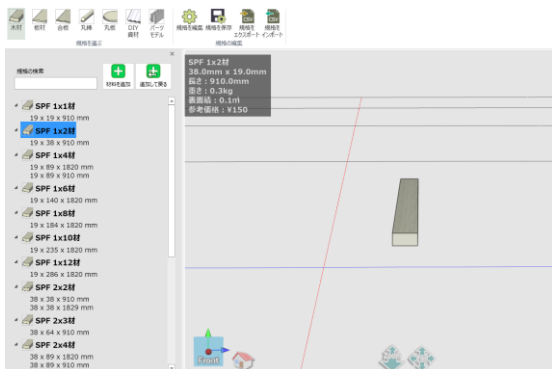 木材 板材 合板 丸棒 丸板 DIY資材 パーツモデル 規格を編集 規格を保存 規格をエクスポート 規格をインポート
規格を選ぶ 規格の編集
規格の検索
材料を追加 追加して戻る
SPF 1x1材
19 x 19 x 910 mm
SPF 1x2材
19 x 38 x 910 mm
SPF 1x4材
19 x 89 x 1820 mm
19 x 89 x 910 mm
SPF 1x6材
19 x 140 x 1820 mm
SPF 1x8材
19 x 184 x 1820 mm
SPF 1x10材
19 x 235 x 1820 mm
SPF 1x12材
19 x 286 x 1820 mm
SPF 2x2材
38 x 38 x 910 mm
38 x 38 x 1829 mm
SPF 2x3材
38 x 64 x 910 mm
SPF 2x4材
38 x 89 x 1820 mm
38 x 89 x 910 mm
SPF 1x2材
38.0mm x 19.0mm
長さ：910.0mm
重さ：0.3kg
表面積：0.1㎡
参考価格：¥150
Front